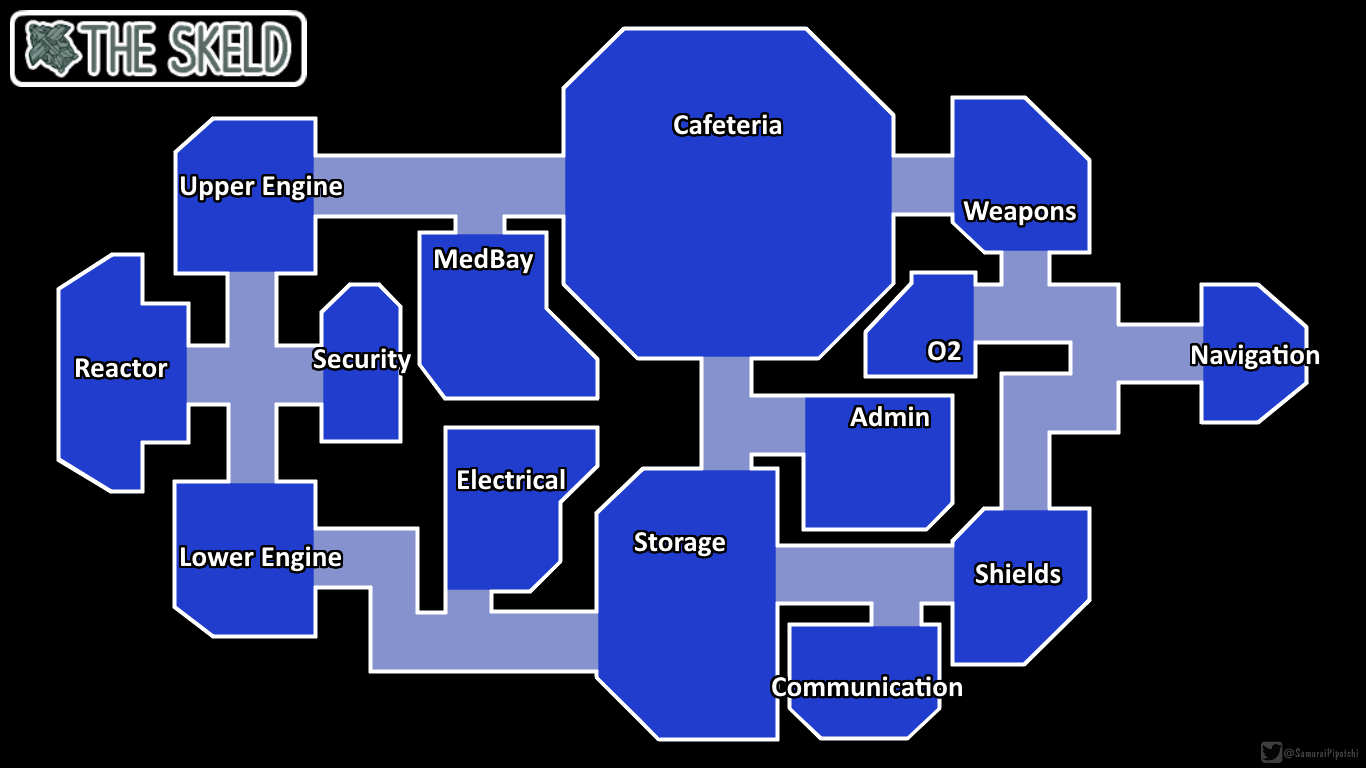 THE SKELD
Cafeteria
Upper Engine
Weapons
MedBay
O2
Navigation
Security
Reactor
Admin
Electrical
Storage
Lower Engine
Shields
Communication
@SamuraiPipotchi